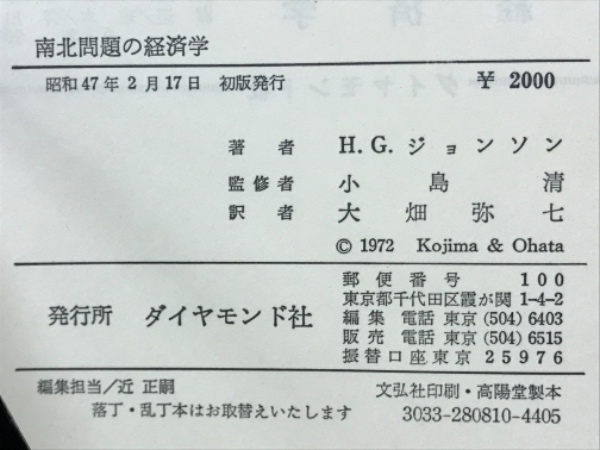 南北問題の経済学
昭和47年2月17日 初版発行 ¥ 2000
著者 H.G.ジョンソン
監修者 小島清
訳者 大畑弥七
© 1972 Kojima & Ohata
発行所 ダイヤモンド社
郵便番号 100
東京都千代田区霞が関 1-4-2
編集 電話 東京 (504) 6403
販売 電話 東京 (504) 6515
振替口座東京 25976
編集担当/近 正嗣 文弘社印刷・高陽堂製本
落丁・乱丁本はお取替えいたします 3033-280810-4405